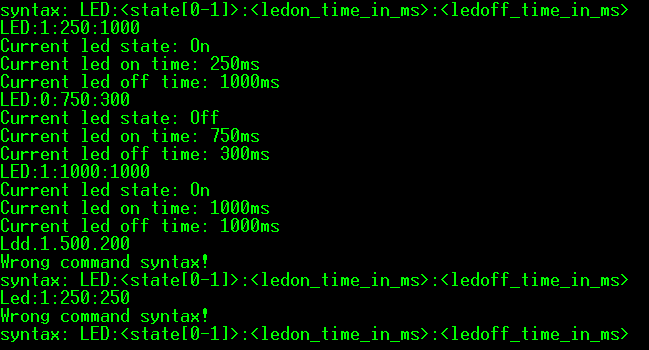 syntax: LED:<state[0-1]>:<ledon_time_in_ms>:<ledoff_time_in_ms>
LED:1:250:1000
Current led state: On
Current led on time: 250ms
Current led off time: 1000ms
LED:0:750:300
Current led state: Off
Current led on time: 750ms
Current led off time: 300ms
LED:1:1000:1000
Current led state: On
Current led on time: 1000ms
Current led off time: 1000ms
Ldd.1.500.200
Wrong command syntax!
syntax: LED:<state[0-1]>:<ledon_time_in_ms>:<ledoff_time_in_ms>
Led:1:250:250
Wrong command syntax!
syntax: LED:<state[0-1]>:<ledon_time_in_ms>:<ledoff_time_in_ms>